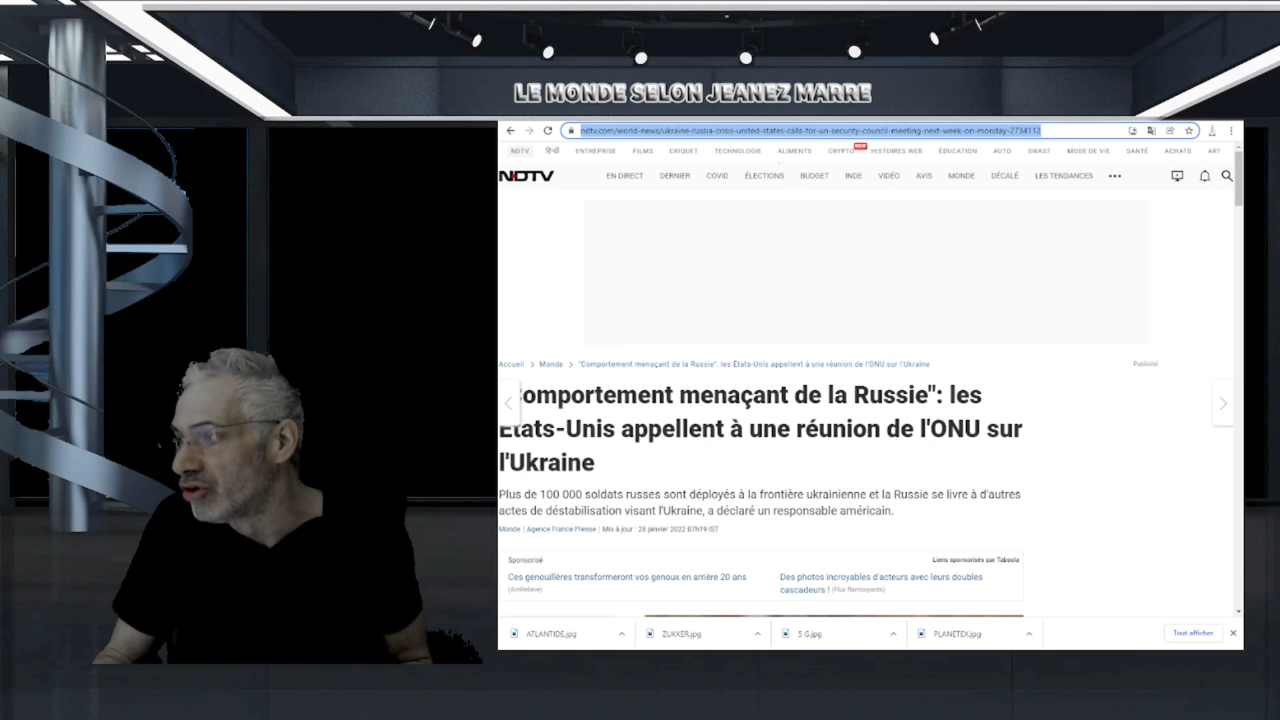 LE MONDE SELON JEANEZ MARRE
ndtv.com/world-news/ukraine-russia-crisis-united-states-calls-for-un-security-council-meeting-next-week-on-monday-2734112
NDTV हिन्दी ENTREPRISE FILMS CRIQUET TECHNOLOGIE ALIMENTS CRYPTO NEW HISTOIRES WEB ÉDUCATION AUTO SWAST MODE DE VIE SANTÉ ACHATS ART
NDTV EN DIRECT DERNIER COVID ÉLECTIONS BUDGET INDE VIDÉO AVIS MONDE DÉCALÉ LES TENDANCES
Accueil > Monde > "Comportement menaçant de la Russie": les États-Unis appellent à une réunion de l'ONU sur l'Ukraine
Publicité
omportement menaçant de la Russie": les
États-Unis appellent à une réunion de l'ONU sur
l'Ukraine
Plus de 100 000 soldats russes sont déployés à la frontière ukrainienne et la Russie se livre à d'autres
actes de déstabilisation visant l'Ukraine, a déclaré un responsable américain.
Monde | Agence France Presse | Mis à jour : 28 janvier 2022 07h19 IST
Sponsorisé
Liens sponsorisés par Taboola
Ces genouillères transformeront vos genoux en arrière 20 ans
(ArnRelieve)
Des photos incroyables d'acteurs avec leurs doubles
cascadeurs ! (Flux flamboyants)
ATLANTIDE.jpg ZUKKER.jpg 5 G.jpg PLANETEX.jpg Tout afficher